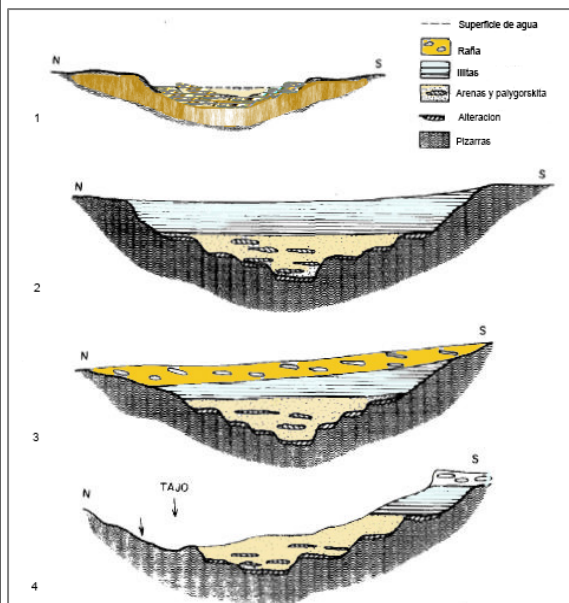 Superficie de agua
Raña
Illitas
Arenas y palygorskita
Alteracion
Pizarras
N S
1
N S
2
N S
3
N TAJO S
4